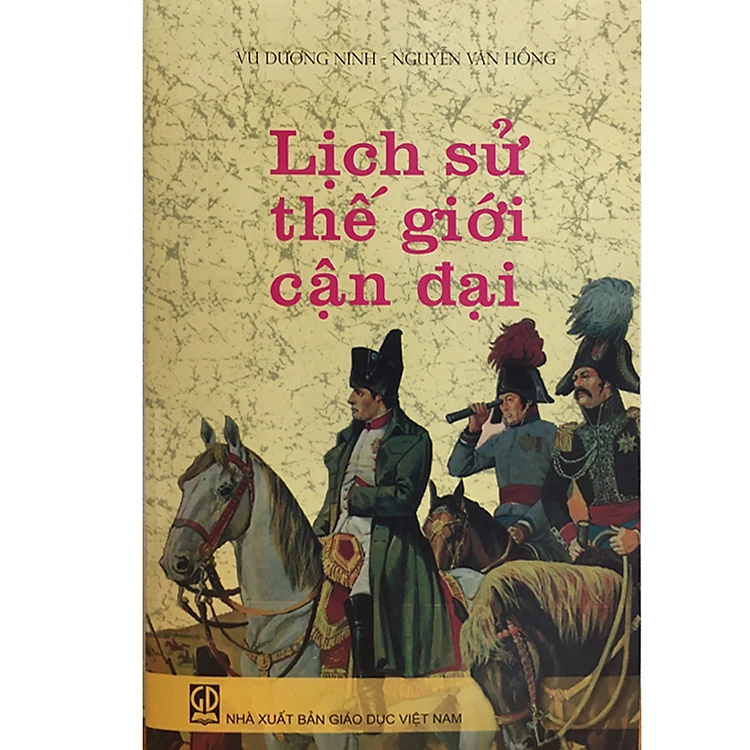 VŨ DƯƠNG NINH - NGUYỄN VĂN HỒNG
Lịch sử
thế giới
cận đại
GD
NHÀ XUẤT BẢN GIÁO DỤC VIỆT NAM